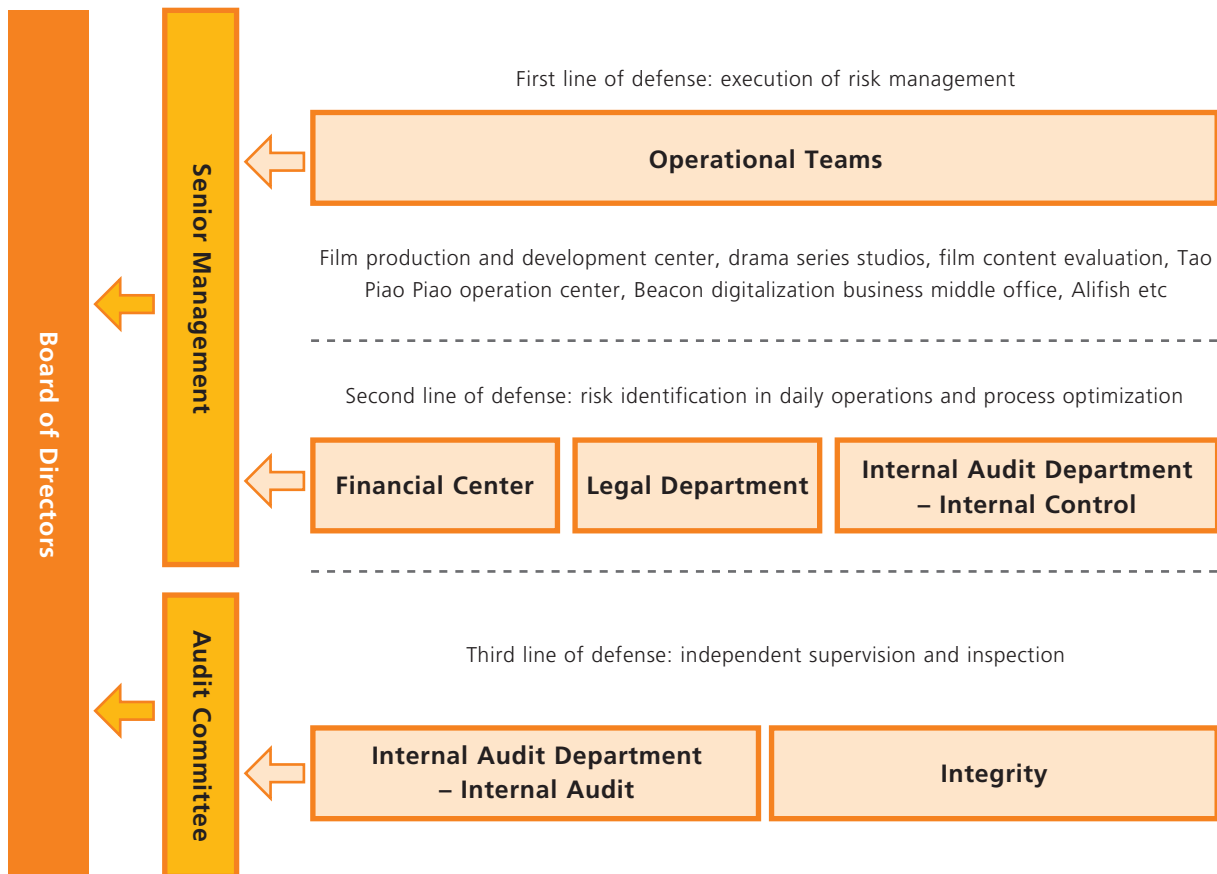 Board of Directors
Senior Management
First line of defense: execution of risk management
Operational Teams
Film production and development center, drama series studios, film content evaluation, Tao
Piao Piao operation center, Beacon digitalization business middle office, Alifish etc
Second line of defense: risk identification in daily operations and process optimization
Financial Center
Legal Department
Internal Audit Department
– Internal Control
Audit Committee
Third line of defense: independent supervision and inspection
Internal Audit Department
– Internal Audit
Integrity